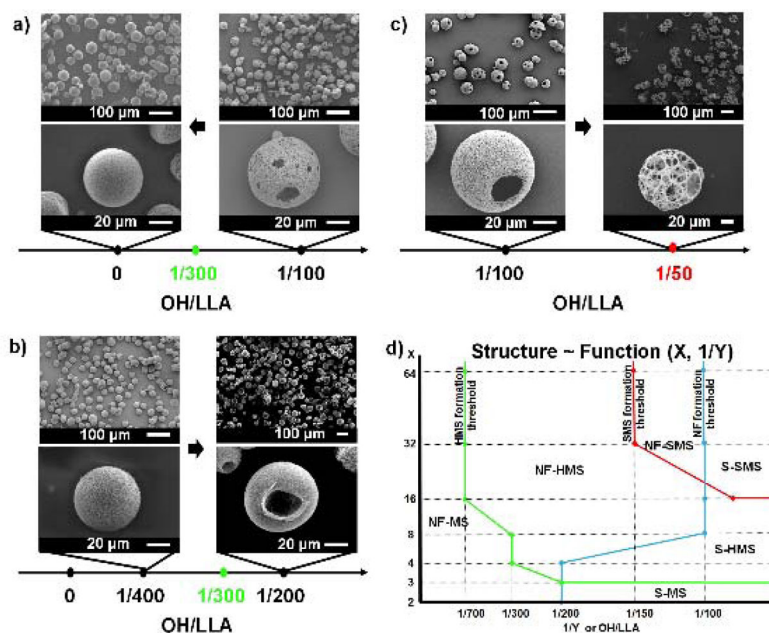 a)
100 µm
100 µm
20 µm
20 µm
0
1/300
1/100
OH/LLA
c)
100 µm
100 µm
20 µm
20 µm
1/100
1/50
OH/LLA
b)
100 µm
100 µm
20 µm
20 µm
0
1/400
1/300
1/200
OH/LLA
d)
Structure ~ Function (X, 1/Y)
X
64
32
16
8
4
3
2
HMS formation
threshold
SMS formation
threshold
NF formation
threshold
NF-SMS
NF-HMS
S-SMS
NF-MS
S-HMS
S-MS
1/700
1/300
1/200
1/150
1/100
1/Y or OH/LLA